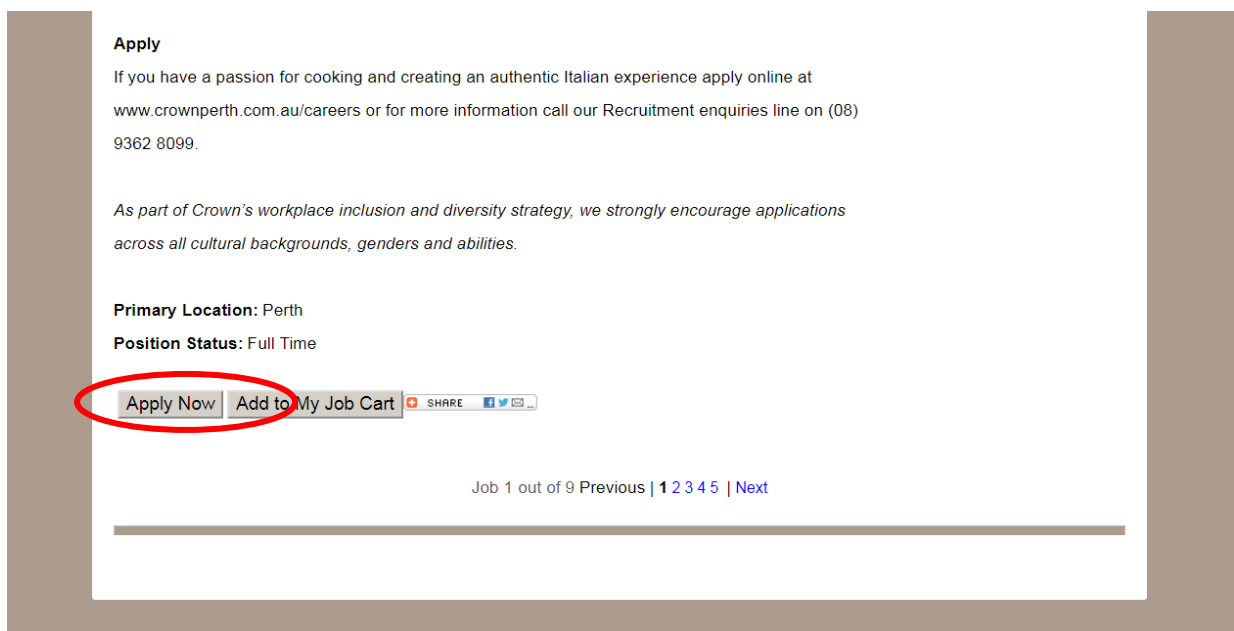 Apply
If you have a passion for cooking and creating an authentic Italian experience apply online at
www.crownperth.com.au/careers or for more information call our Recruitment enquiries line on (08)
9362 8099.
As part of Crown's workplace inclusion and diversity strategy, we strongly encourage applications
across all cultural backgrounds, genders and abilities.
Primary Location: Perth
Position Status: Full Time
Apply Now Add to My Job Cart SHARE
Job 1 out of 9 Previous | 1 2 3 4 5 | Next